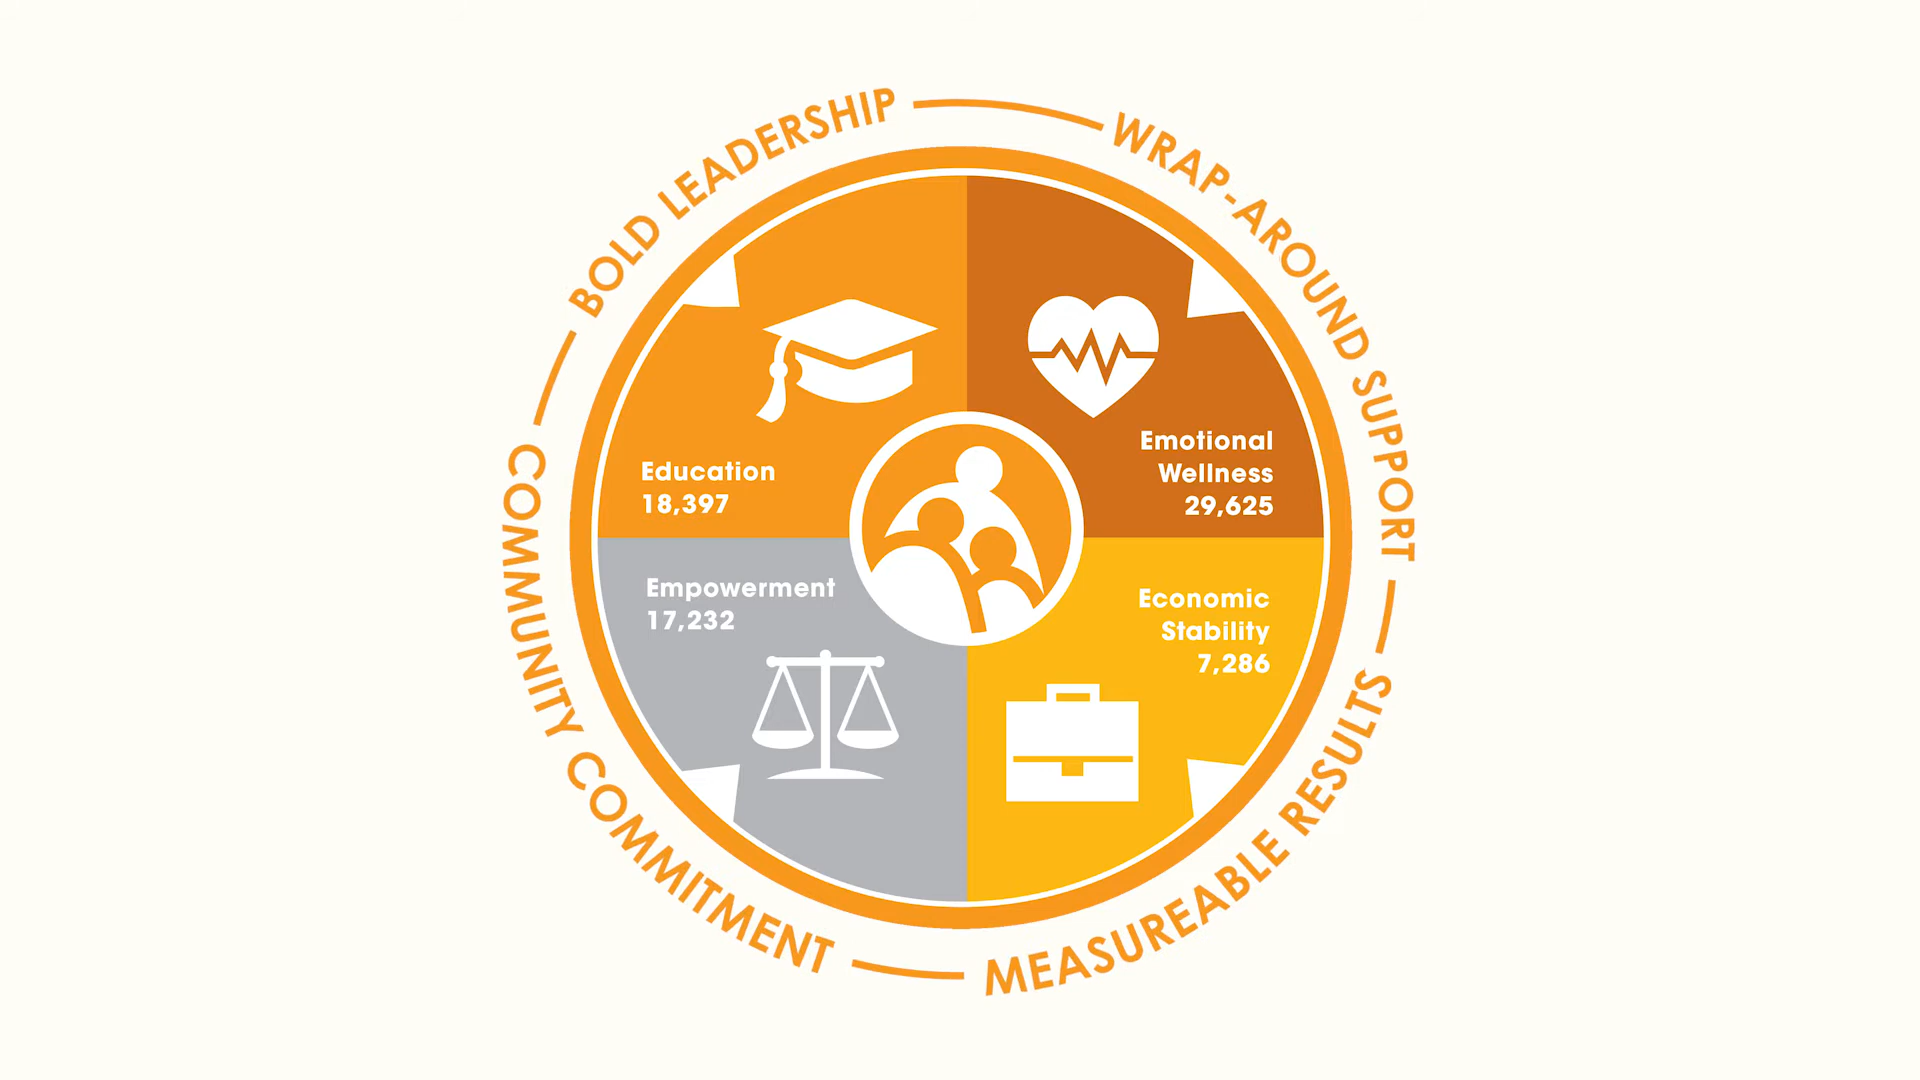 BOLD LEADERSHIP
WRAP-AROUND SUPPORT
MEASUREABLE RESULTS
COMMUNITY COMMITMENT
Education
18,397
Emotional
Wellness
29,625
Empowerment
17,232
Economic
Stability
7,286